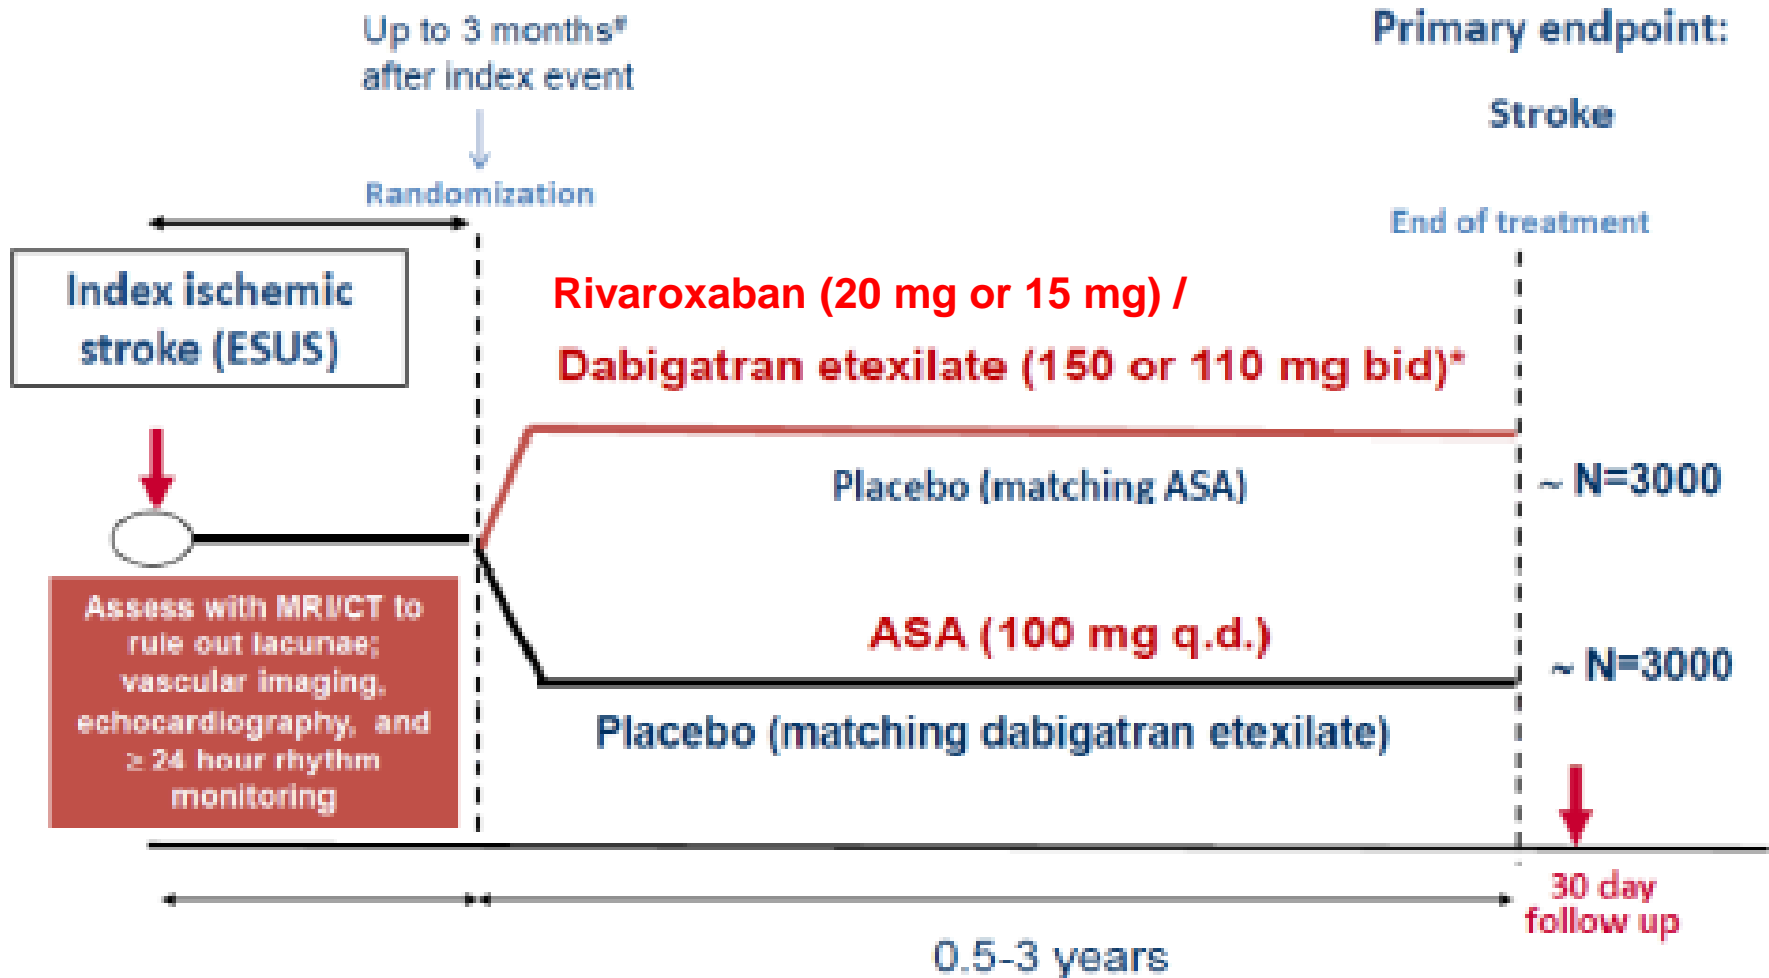 Up to 3 months#
after index event
Primary endpoint:
Stroke
Randomization
End of treatment
Index ischemic
stroke (ESUS)
Rivaroxaban (20 mg or 15 mg) /
Dabigatran etexilate (150 or 110 mg bid)*
Placebo (matching ASA)
~ N=3000
Assess with MRI/CT to
rule out lacunae;
vascular imaging,
echocardiography, and
≥ 24 hour rhythm
monitoring
ASA (100 mg q.d.)
~ N=3000
Placebo (matching dabigatran etexilate)
30 day
follow up
0.5-3 years